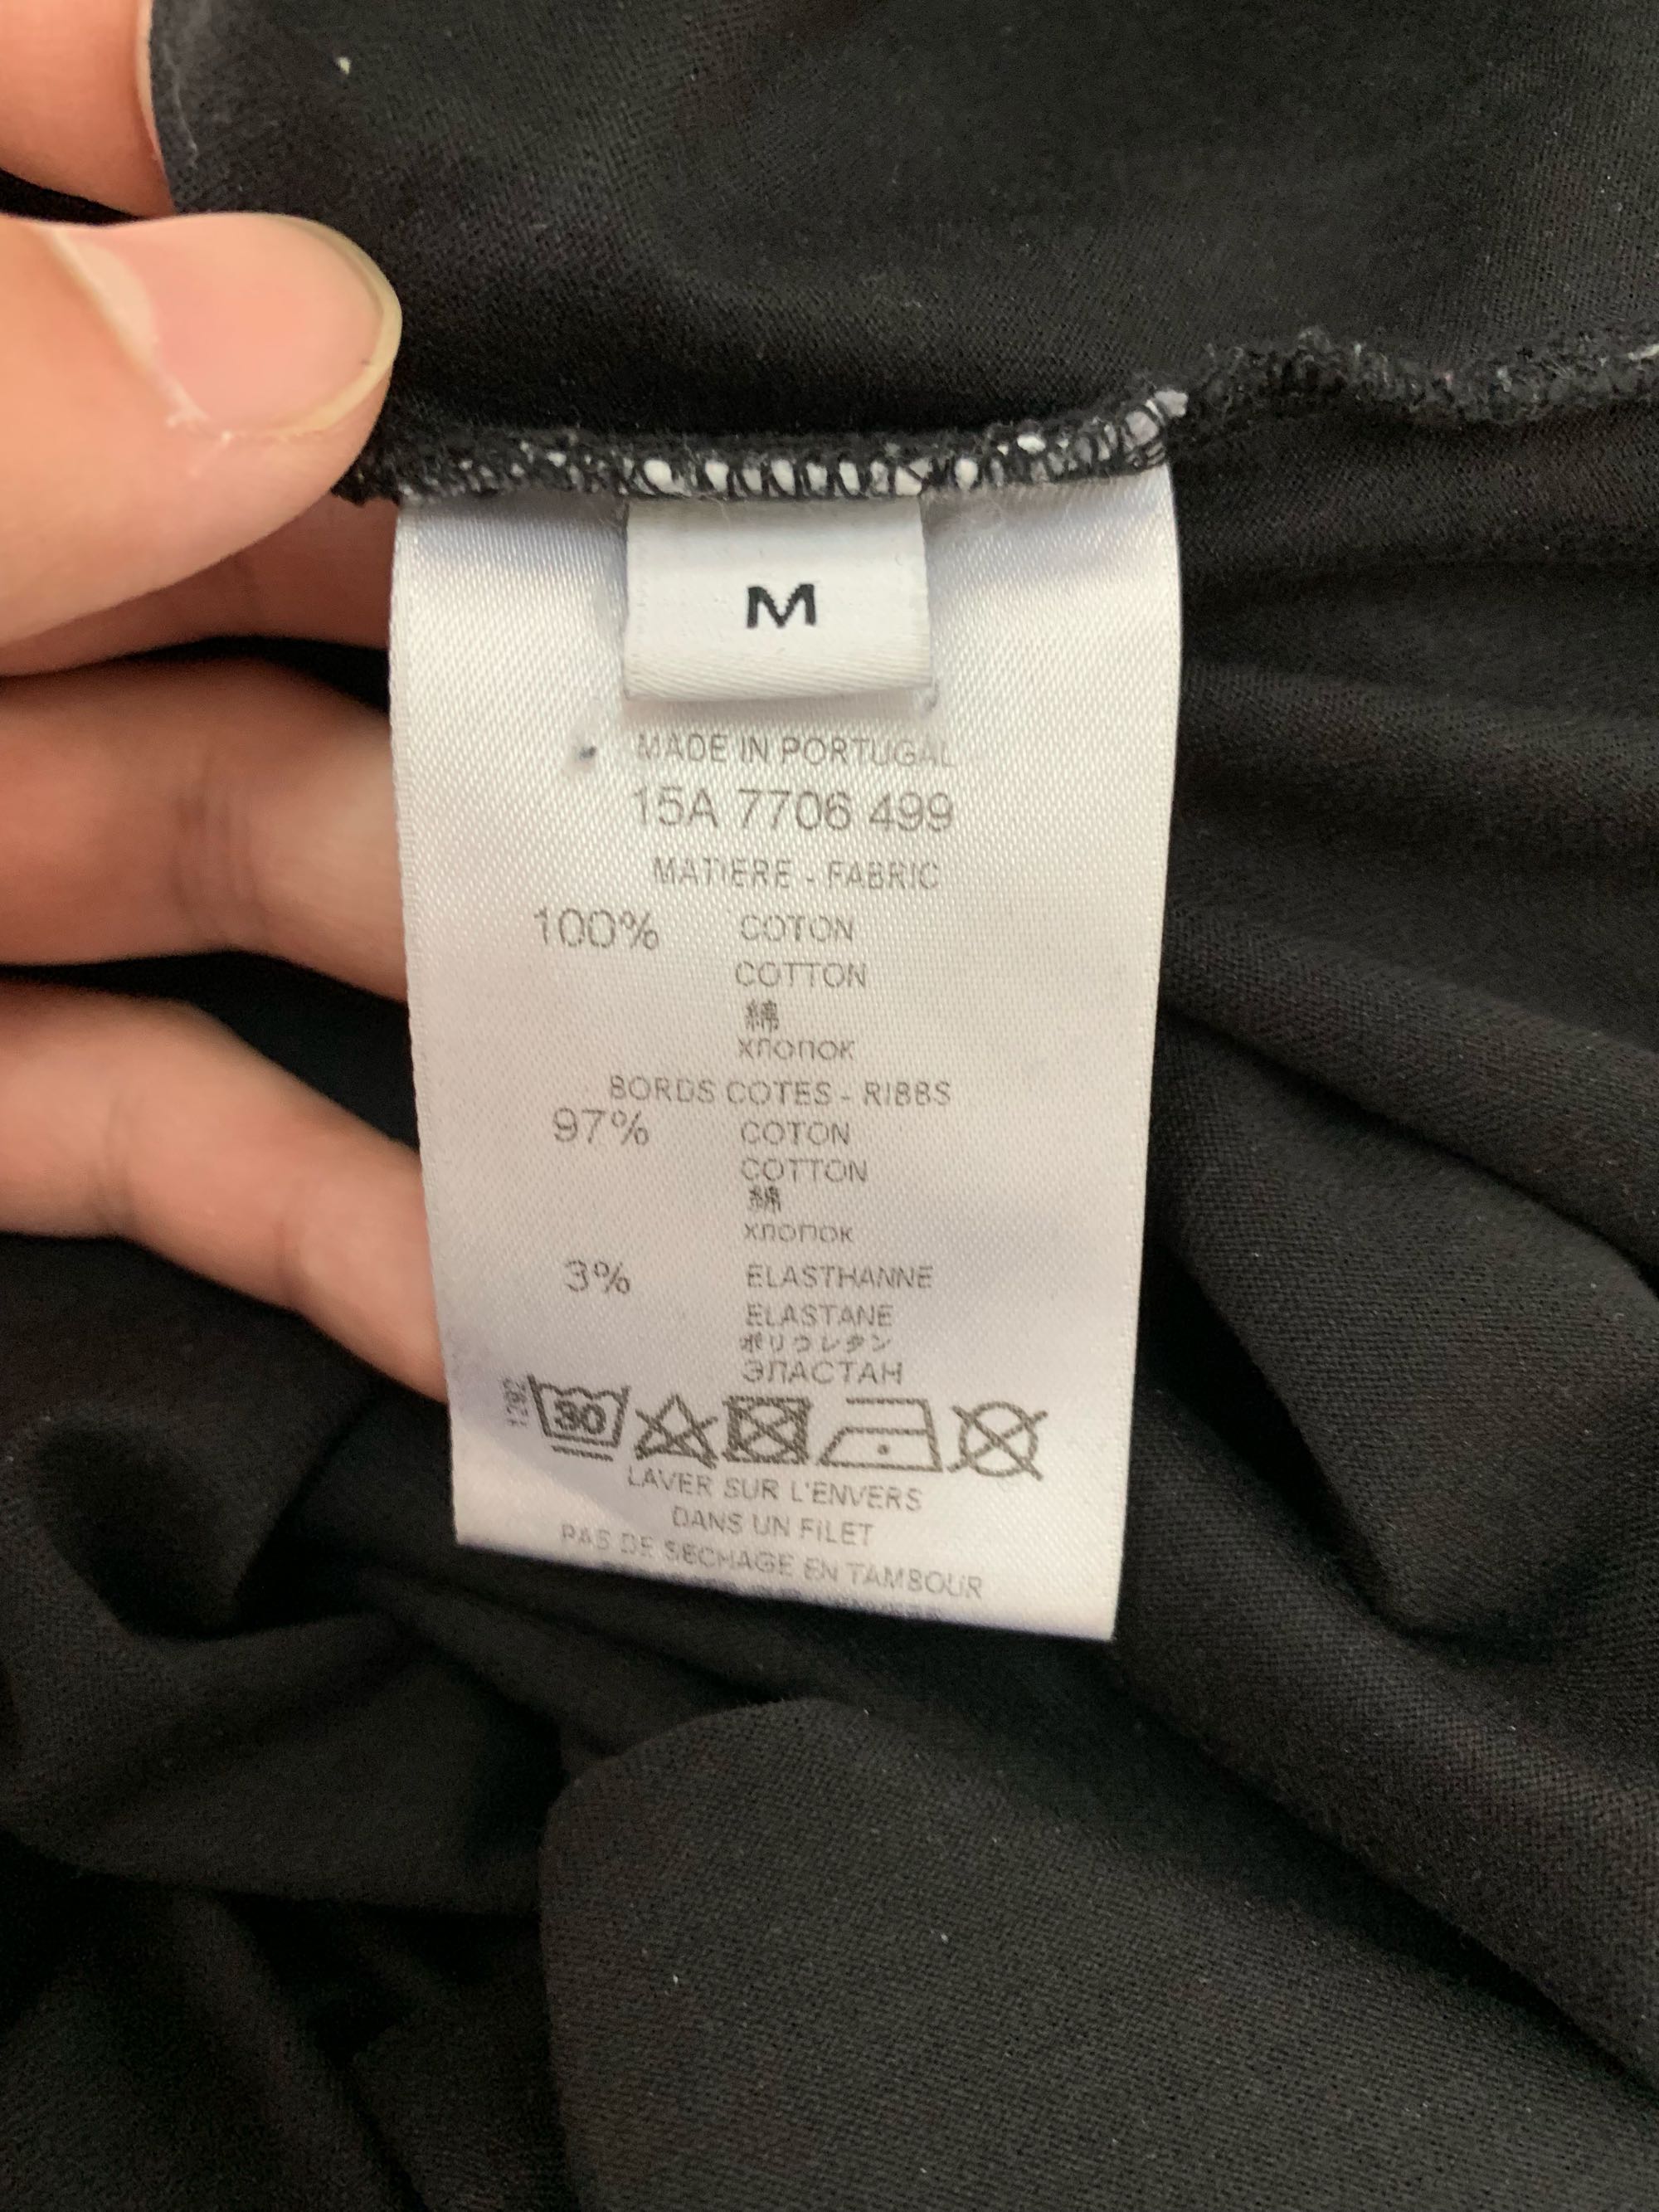 M
MADE IN PORTUGAL
15A 7706 499
MATIERE - FABRIC
100% COTON
COTTON
綿
хлопок
BORDS COTES - RIBBS
97% COTON
COTTON
綿
хлопок
3% ELASTHANNE
ELASTANE
ポリウレタン
ЭЛАСТАН
1292
30
LAVER SUR L'ENVERS
DANS UN FILET
PAS DE SECHAGE EN TAMBOUR